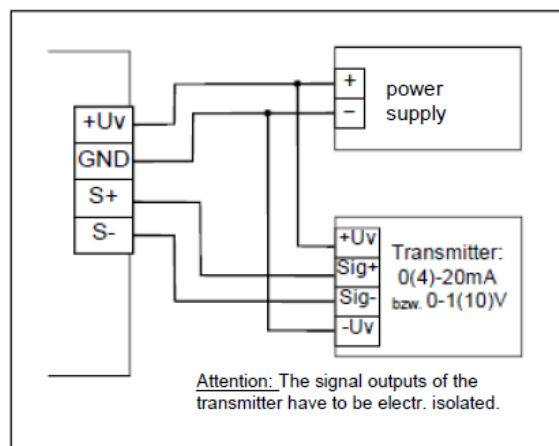 +Uv
GND
S+
S-
+
−
power
supply
+Uv
Sig+
Sig-
-Uv
Transmitter:
0(4)-20mA
bzw. 0-1(10)V
Attention: The signal outputs of the
transmitter have to be electr. isolated.